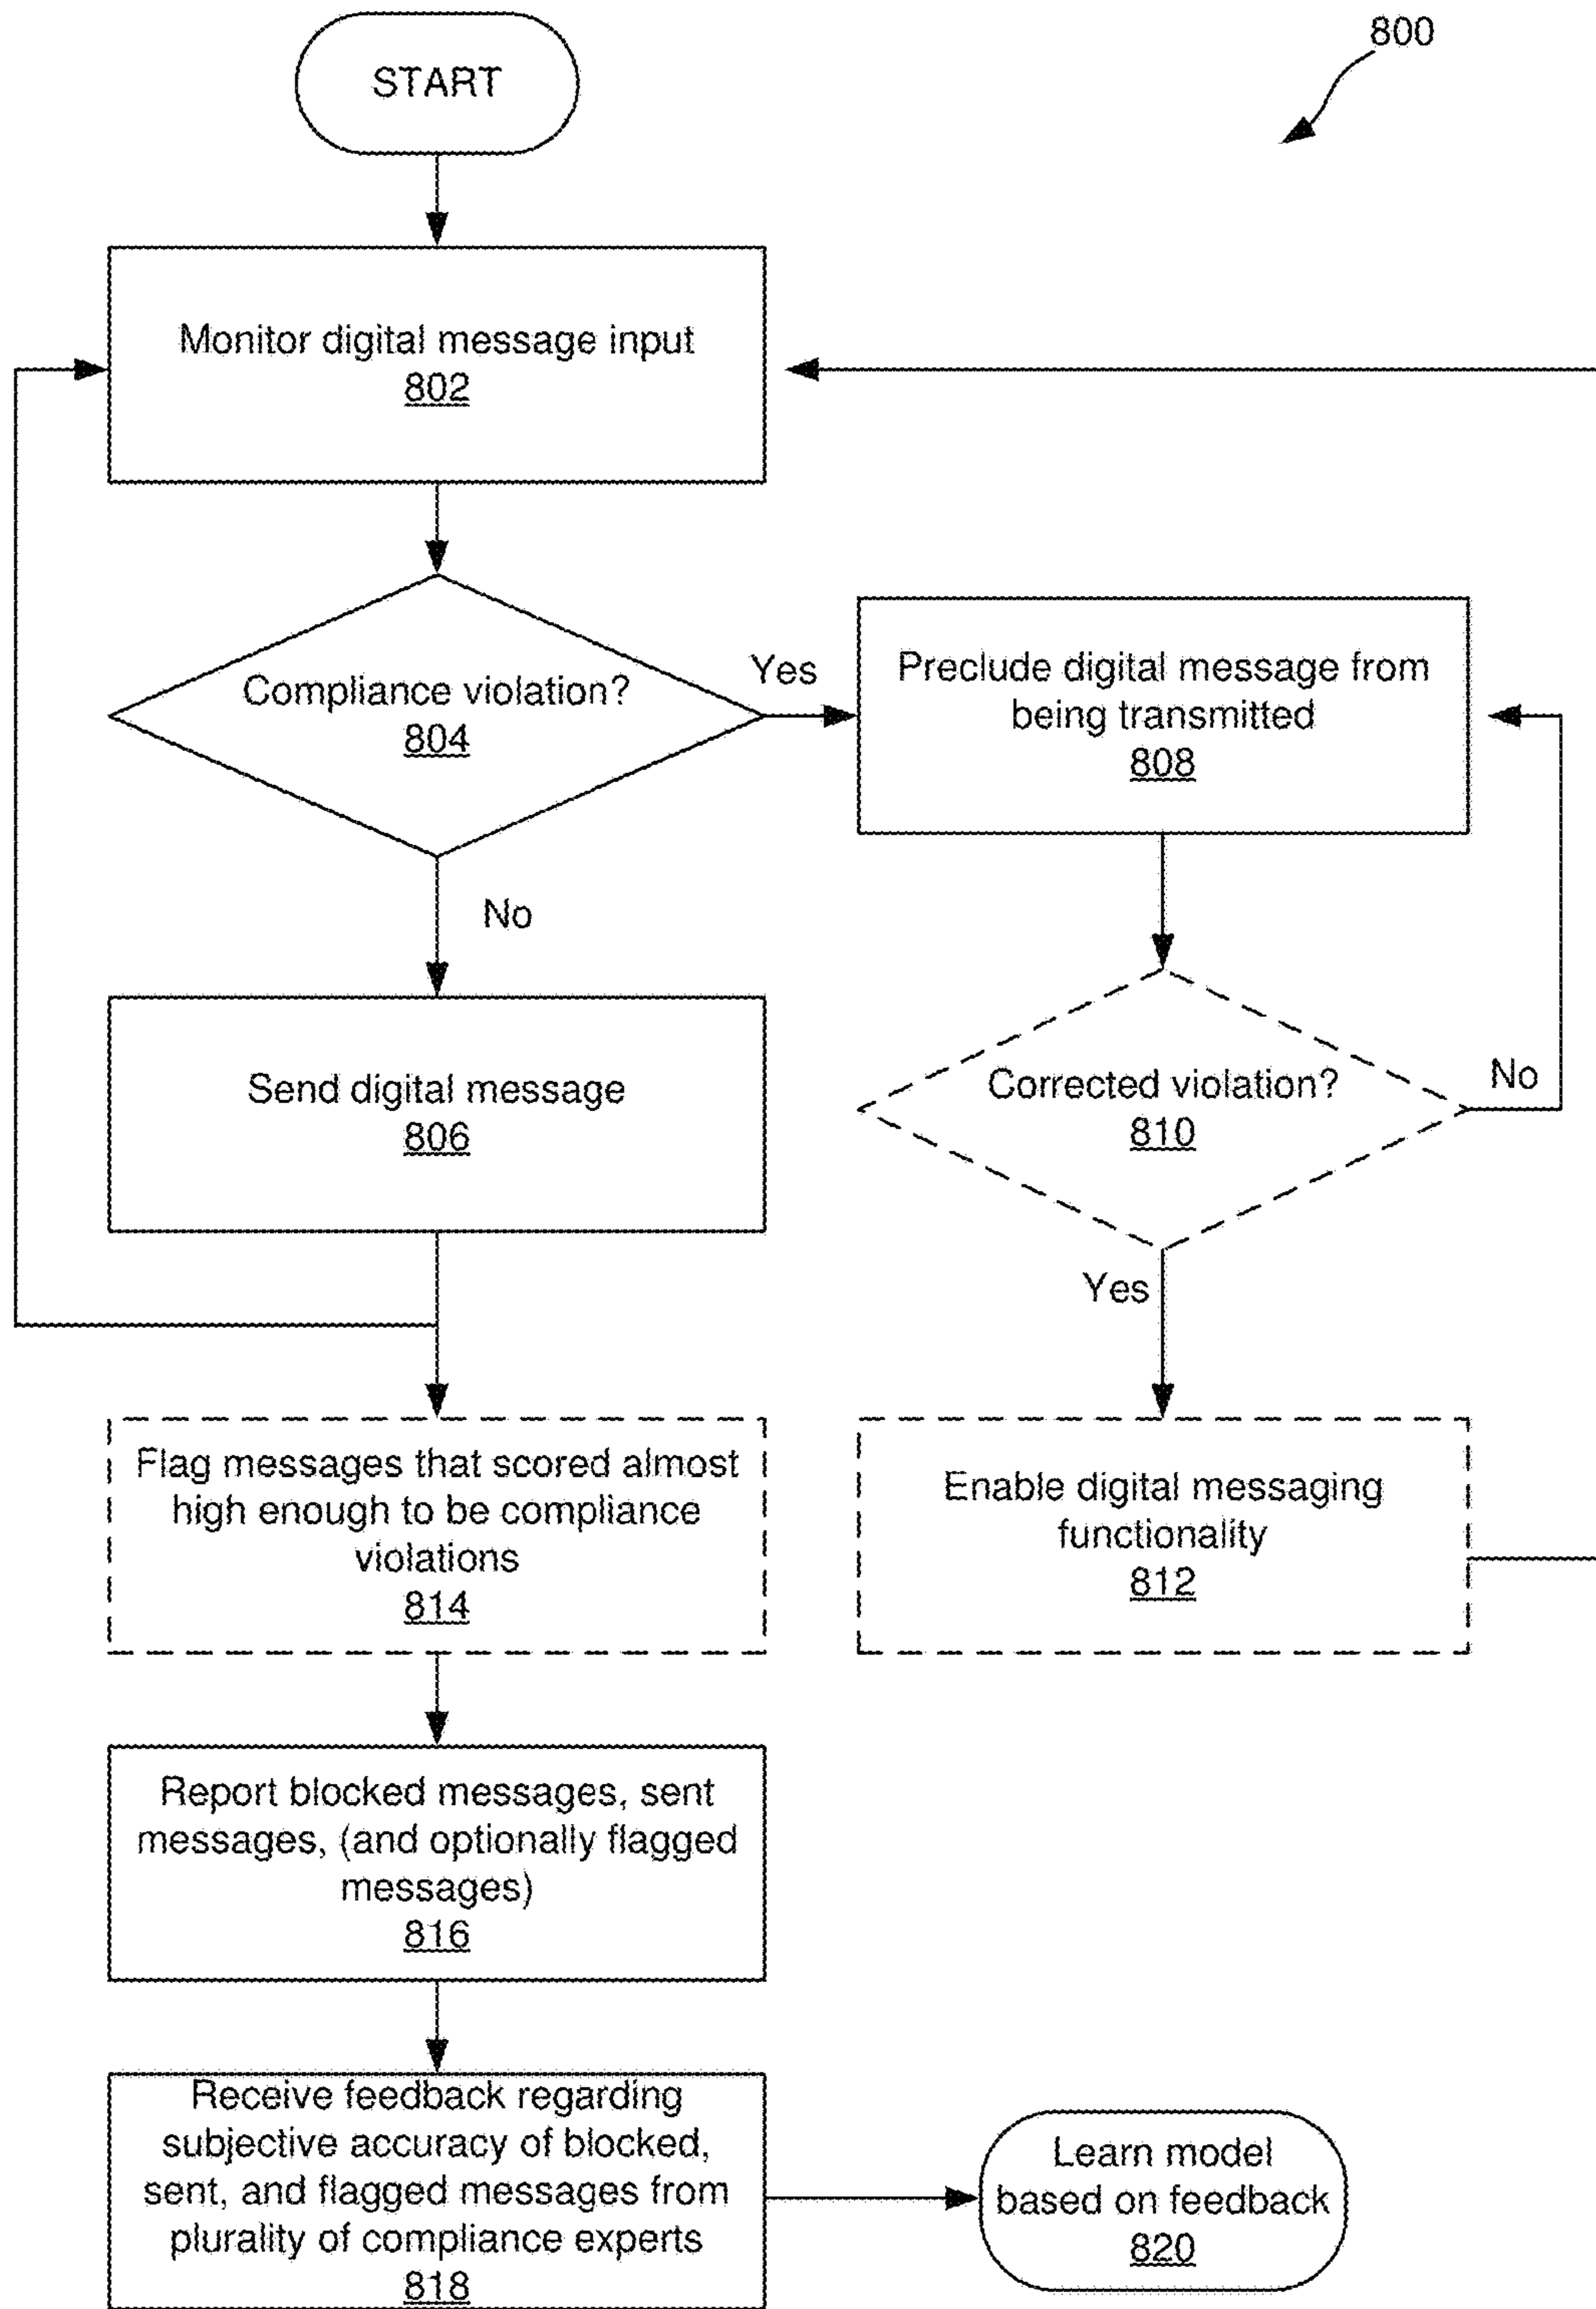 800
START
Monitor digital message input
802
Compliance violation?
804
Yes
No
Preclude digital message from
being transmitted
808
Send digital message
806
Corrected violation?
810
No
Yes
Flag messages that scored almost
high enough to be compliance
violations
814
Enable digital messaging
functionality
812
Report blocked messages, sent
messages, (and optionally flagged
messages)
816
Receive feedback regarding
subjective accuracy of blocked,
sent, and flagged messages from
plurality of compliance experts
818
Learn model
based on feedback
820